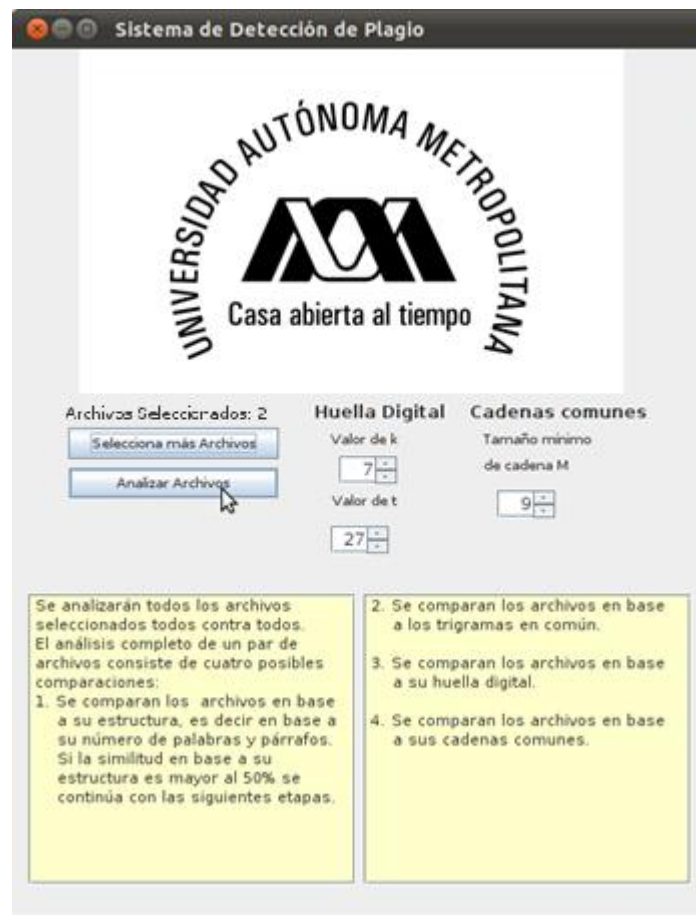 Sistema de Detección de Plagio
UNIVERSIDAD AUTÓNOMA METROPOLITANA
Casa abierta al tiempo
Archivos Seleccionados: 2
Selecciona más Archivos
Analizar Archivos
Huella Digital
Valor de k
7
Valor de t
27
Cadenas comunes
Tamaño mínimo
de cadena M
9
Se analizarán todos los archivos
seleccionados todos contra todos.
El análisis completo de un par de
archivos consiste de cuatro posibles
comparaciones:
1. Se comparan los archivos en base
a su estructura, es decir en base a
su número de palabras y párrafos.
Si la similitud en base a su
estructura es mayor al 50% se
continúa con las siguientes etapas.
2. Se comparan los archivos en base
a los trigramas en común.
3. Se comparan los archivos en base
a su huella digital.
4. Se comparan los archivos en base
a sus cadenas comunes.